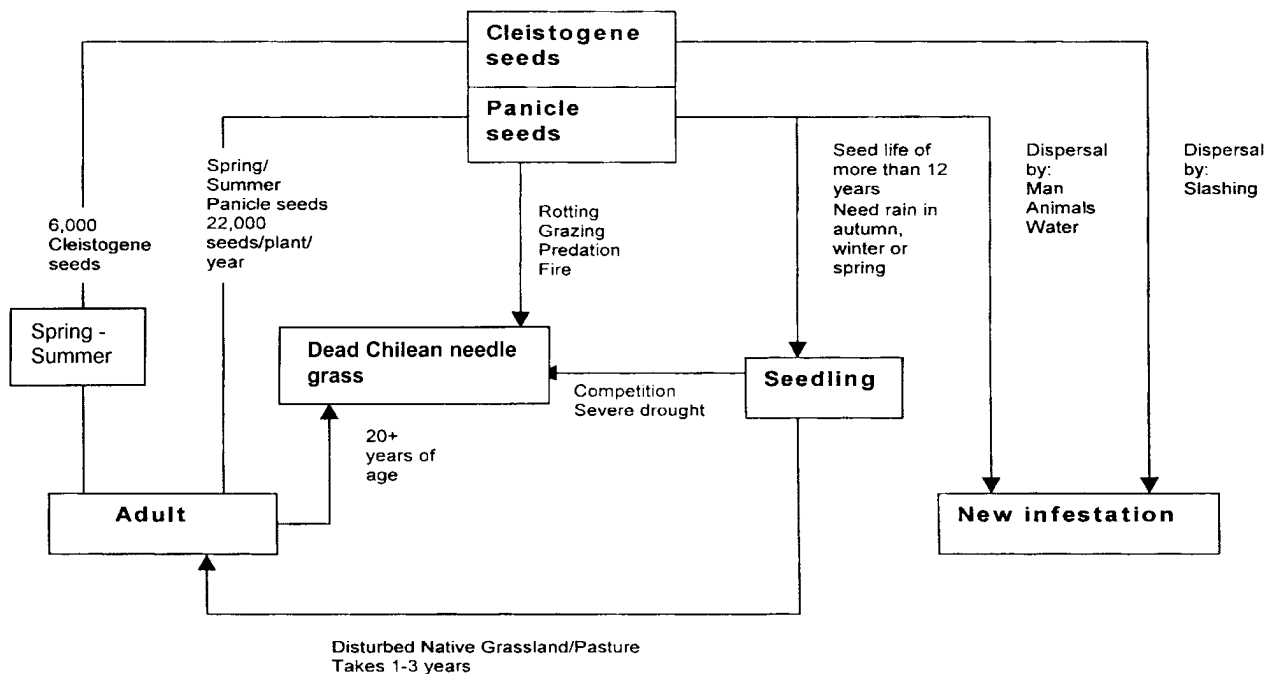 Cleistogene
seeds
Panicle
seeds
Spring/
Summer
Panicle seeds
22,000
seeds/plant/
year
6,000
Cleistogene
seeds
Spring -
Summer
Rotting
Grazing
Predation
Fire
Seed life of
more than 12
years
Need rain in
autumn,
winter or
spring
Dispersal
by:
Man
Animals
Water
Dispersal
by:
Slashing
Dead Chilean needle
grass
Competition
Severe drought
Seedling
20+
years of
age
Adult
New infestation
Disturbed Native Grassland/Pasture
Takes 1-3 years